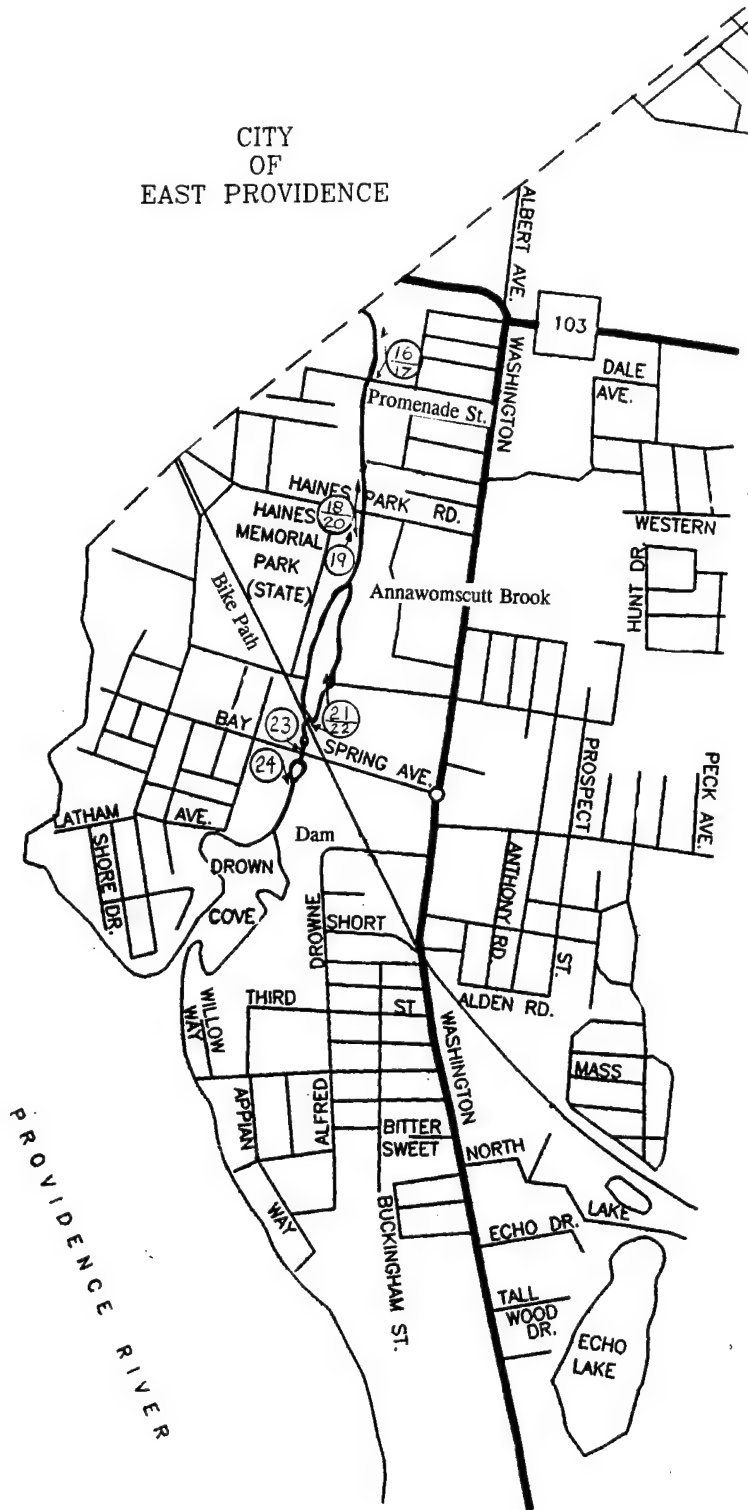 CITY
OF
EAST PROVIDENCE
ALBERT AVE.
103
WASHINGTON
16
17
DALE
AVE.
Promenade St.
HAINES PARK RD.
18
20
HAINES
MEMORIAL
PARK
(STATE)
19
WESTERN
HUNT DR.
Bike Path
Annawomscutt Brook
21
22
BAY
23
SPRING AVE.
24
PROSPECT
ST.
PECK AVE.
LATHAM AVE.
SHORE DR.
Dam
DROWN
COVE
ANTHONY RD.
DROWNE
SHORT
ALDEN RD.
WILLOW
WAY
THIRD ST
WASHINGTON
MASS
APPIAN
WAY
ALFRED
BITTER
SWEET
NORTH
LAKE
BUCKINGHAM ST.
ECHO DR.
TALL
WOOD
DR.
ECHO
LAKE
PROVIDENCE RIVER